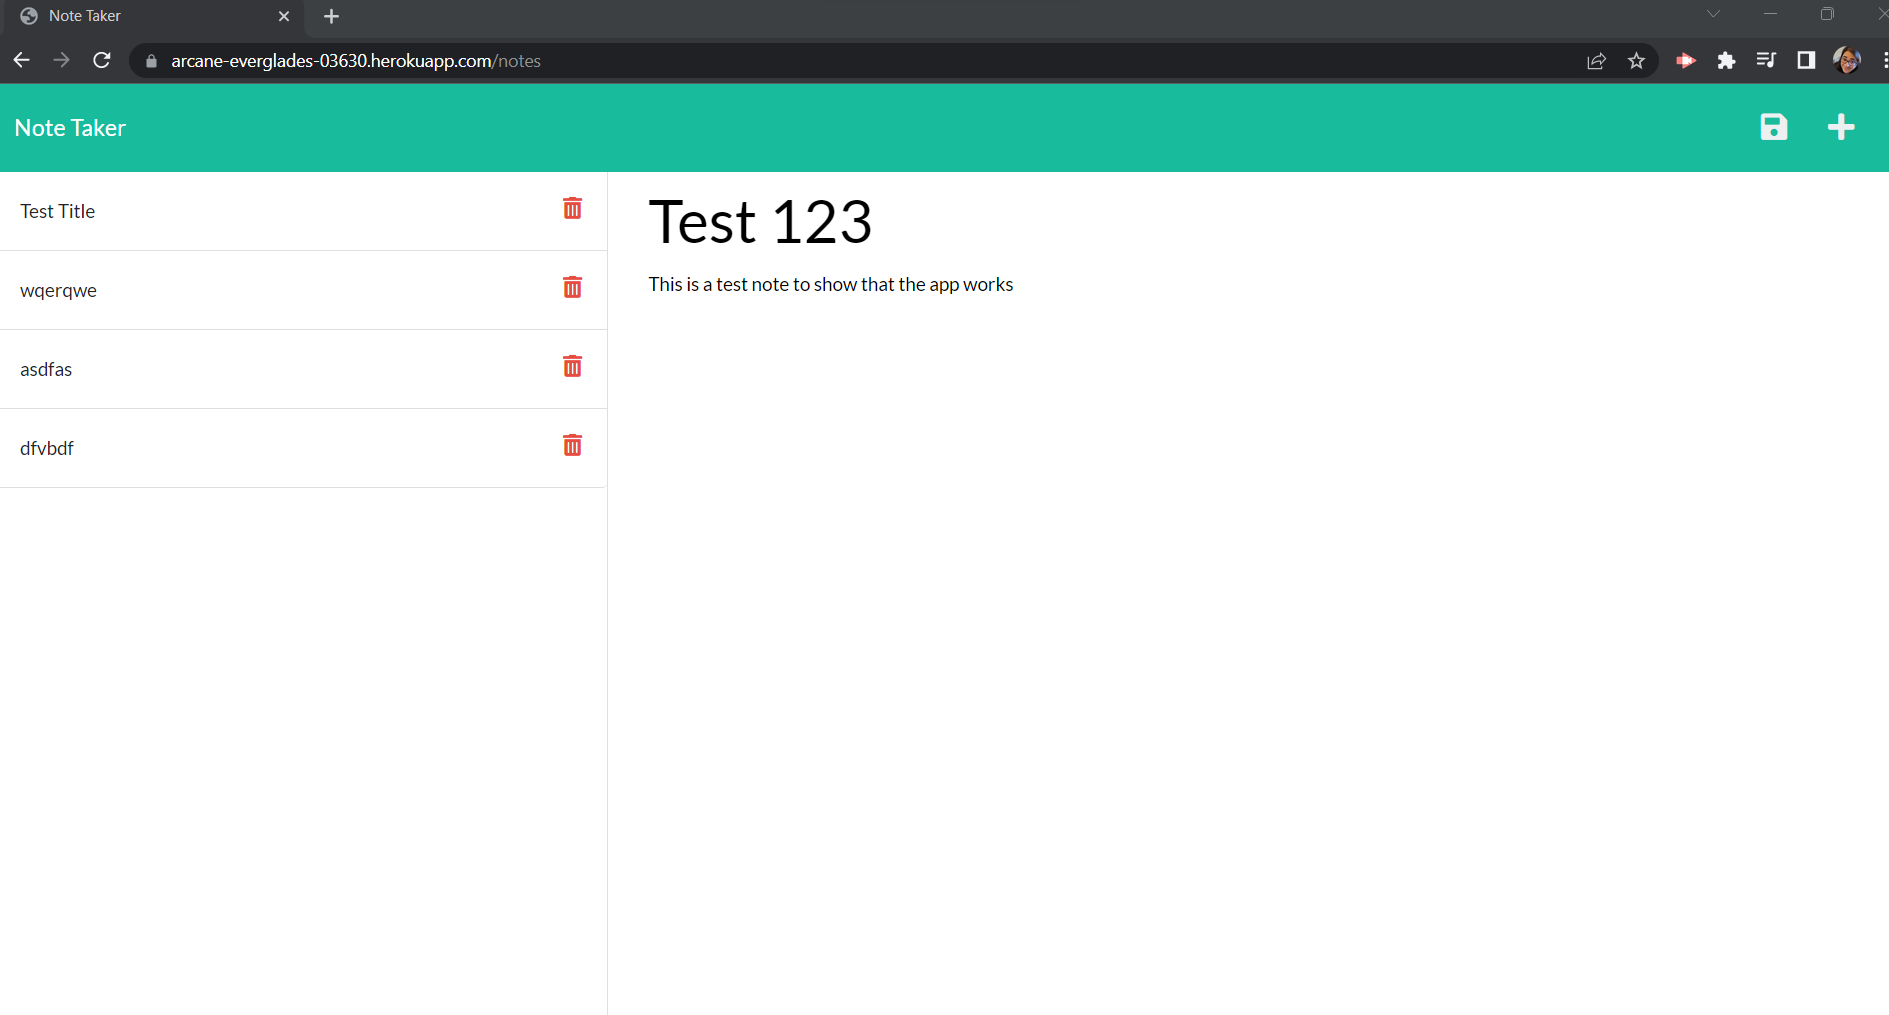 Note Taker
arcane-everglades-03630.herokuapp.com/notes
Note Taker
Test Title
wqerqwe
asdfas
dfvbdf
Test 123
This is a test note to show that the app works